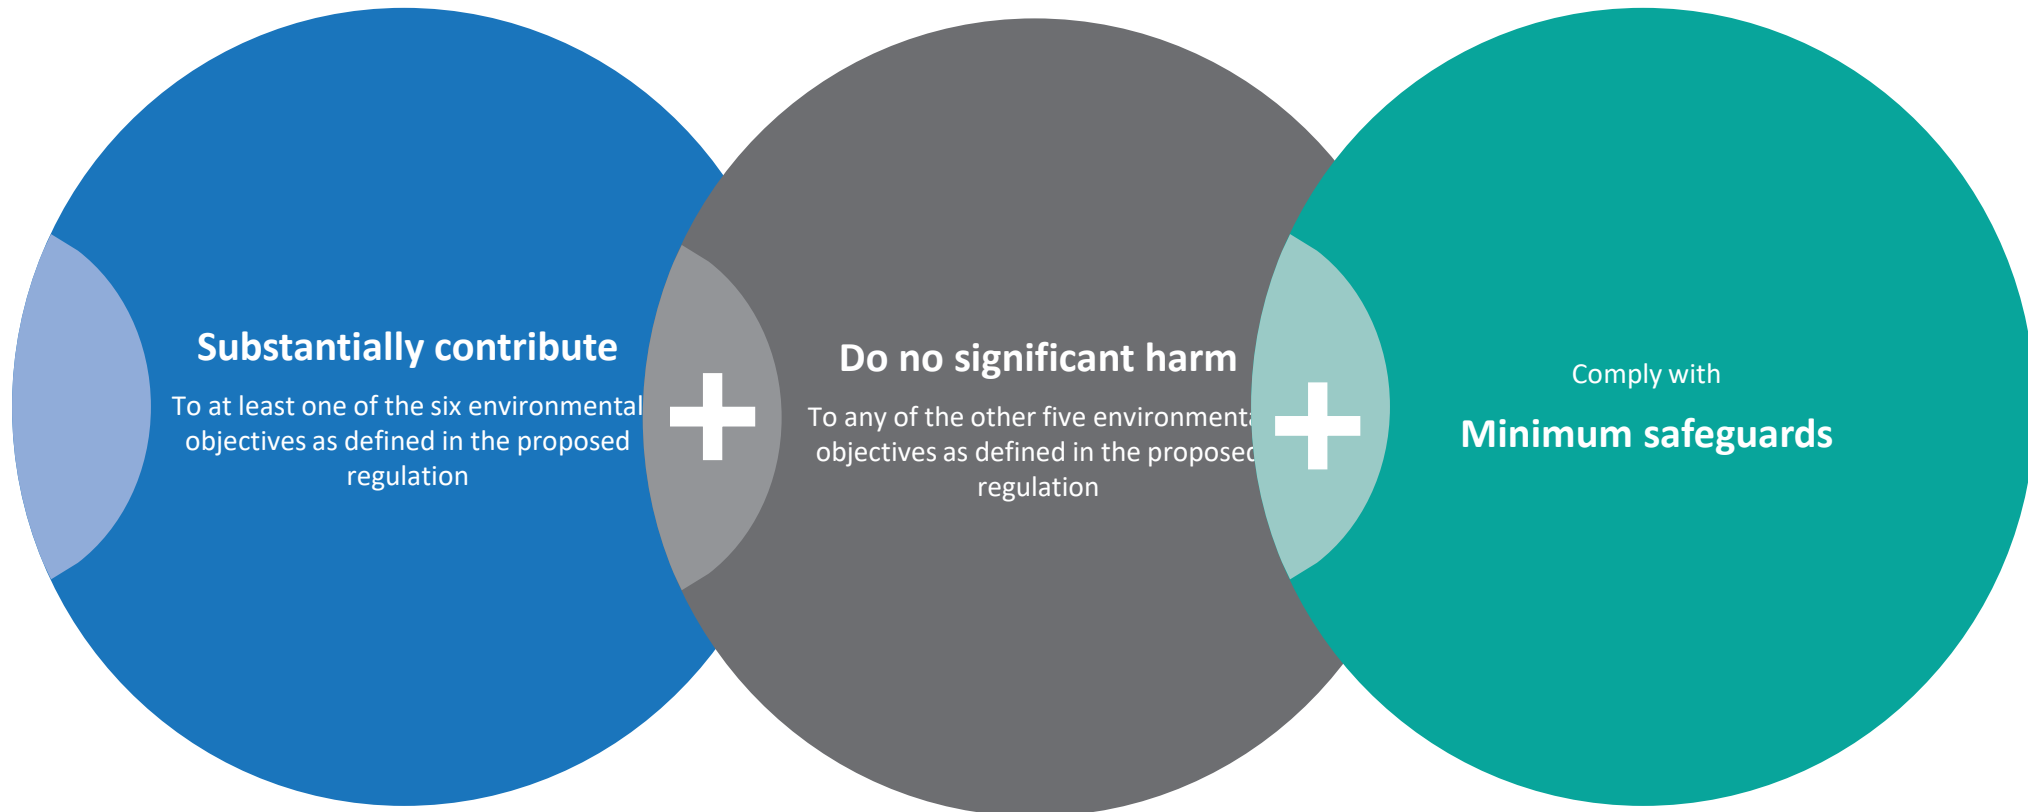 Substantially contribute
To at least one of the six environmental
objectives as defined in the proposed
regulation
+
Do no significant harm
To any of the other five environmenta
objectives as defined in the proposed
regulation
+
Comply with
Minimum safeguards